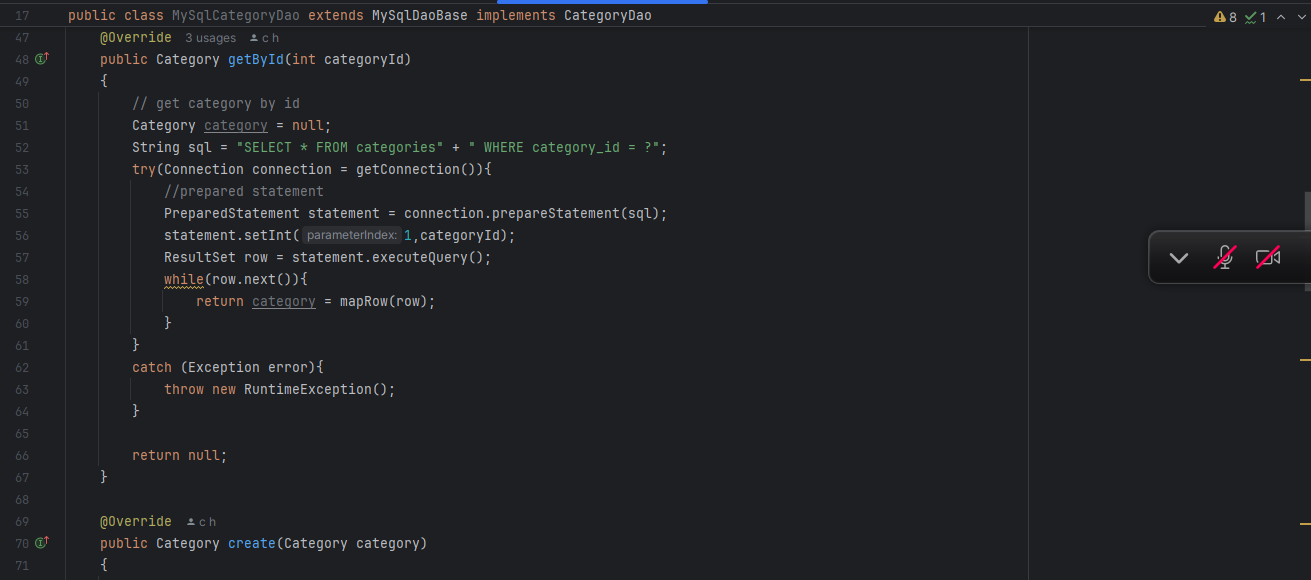 17 public class MySqlCategoryDao extends MySqlDaoBase implements CategoryDao 8 1
47 @Override 3 usages c h
48 public Category getById(int categoryId)
49 {
50 // get category by id
51 Category category = null;
52 String sql = "SELECT * FROM categories" + " WHERE category_id = ?";
53 try(Connection connection = getConnection()){
54 //prepared statement
55 PreparedStatement statement = connection.prepareStatement(sql);
56 statement.setInt( parameterIndex: 1,categoryId);
57 ResultSet row = statement.executeQuery();
58 while(row.next()){
59 return category = mapRow(row);
60 }
61 }
62 catch (Exception error){
63 throw new RuntimeException();
64 }
65
66 return null;
67 }
68
69 @Override c h
70 public Category create(Category category)
71 {